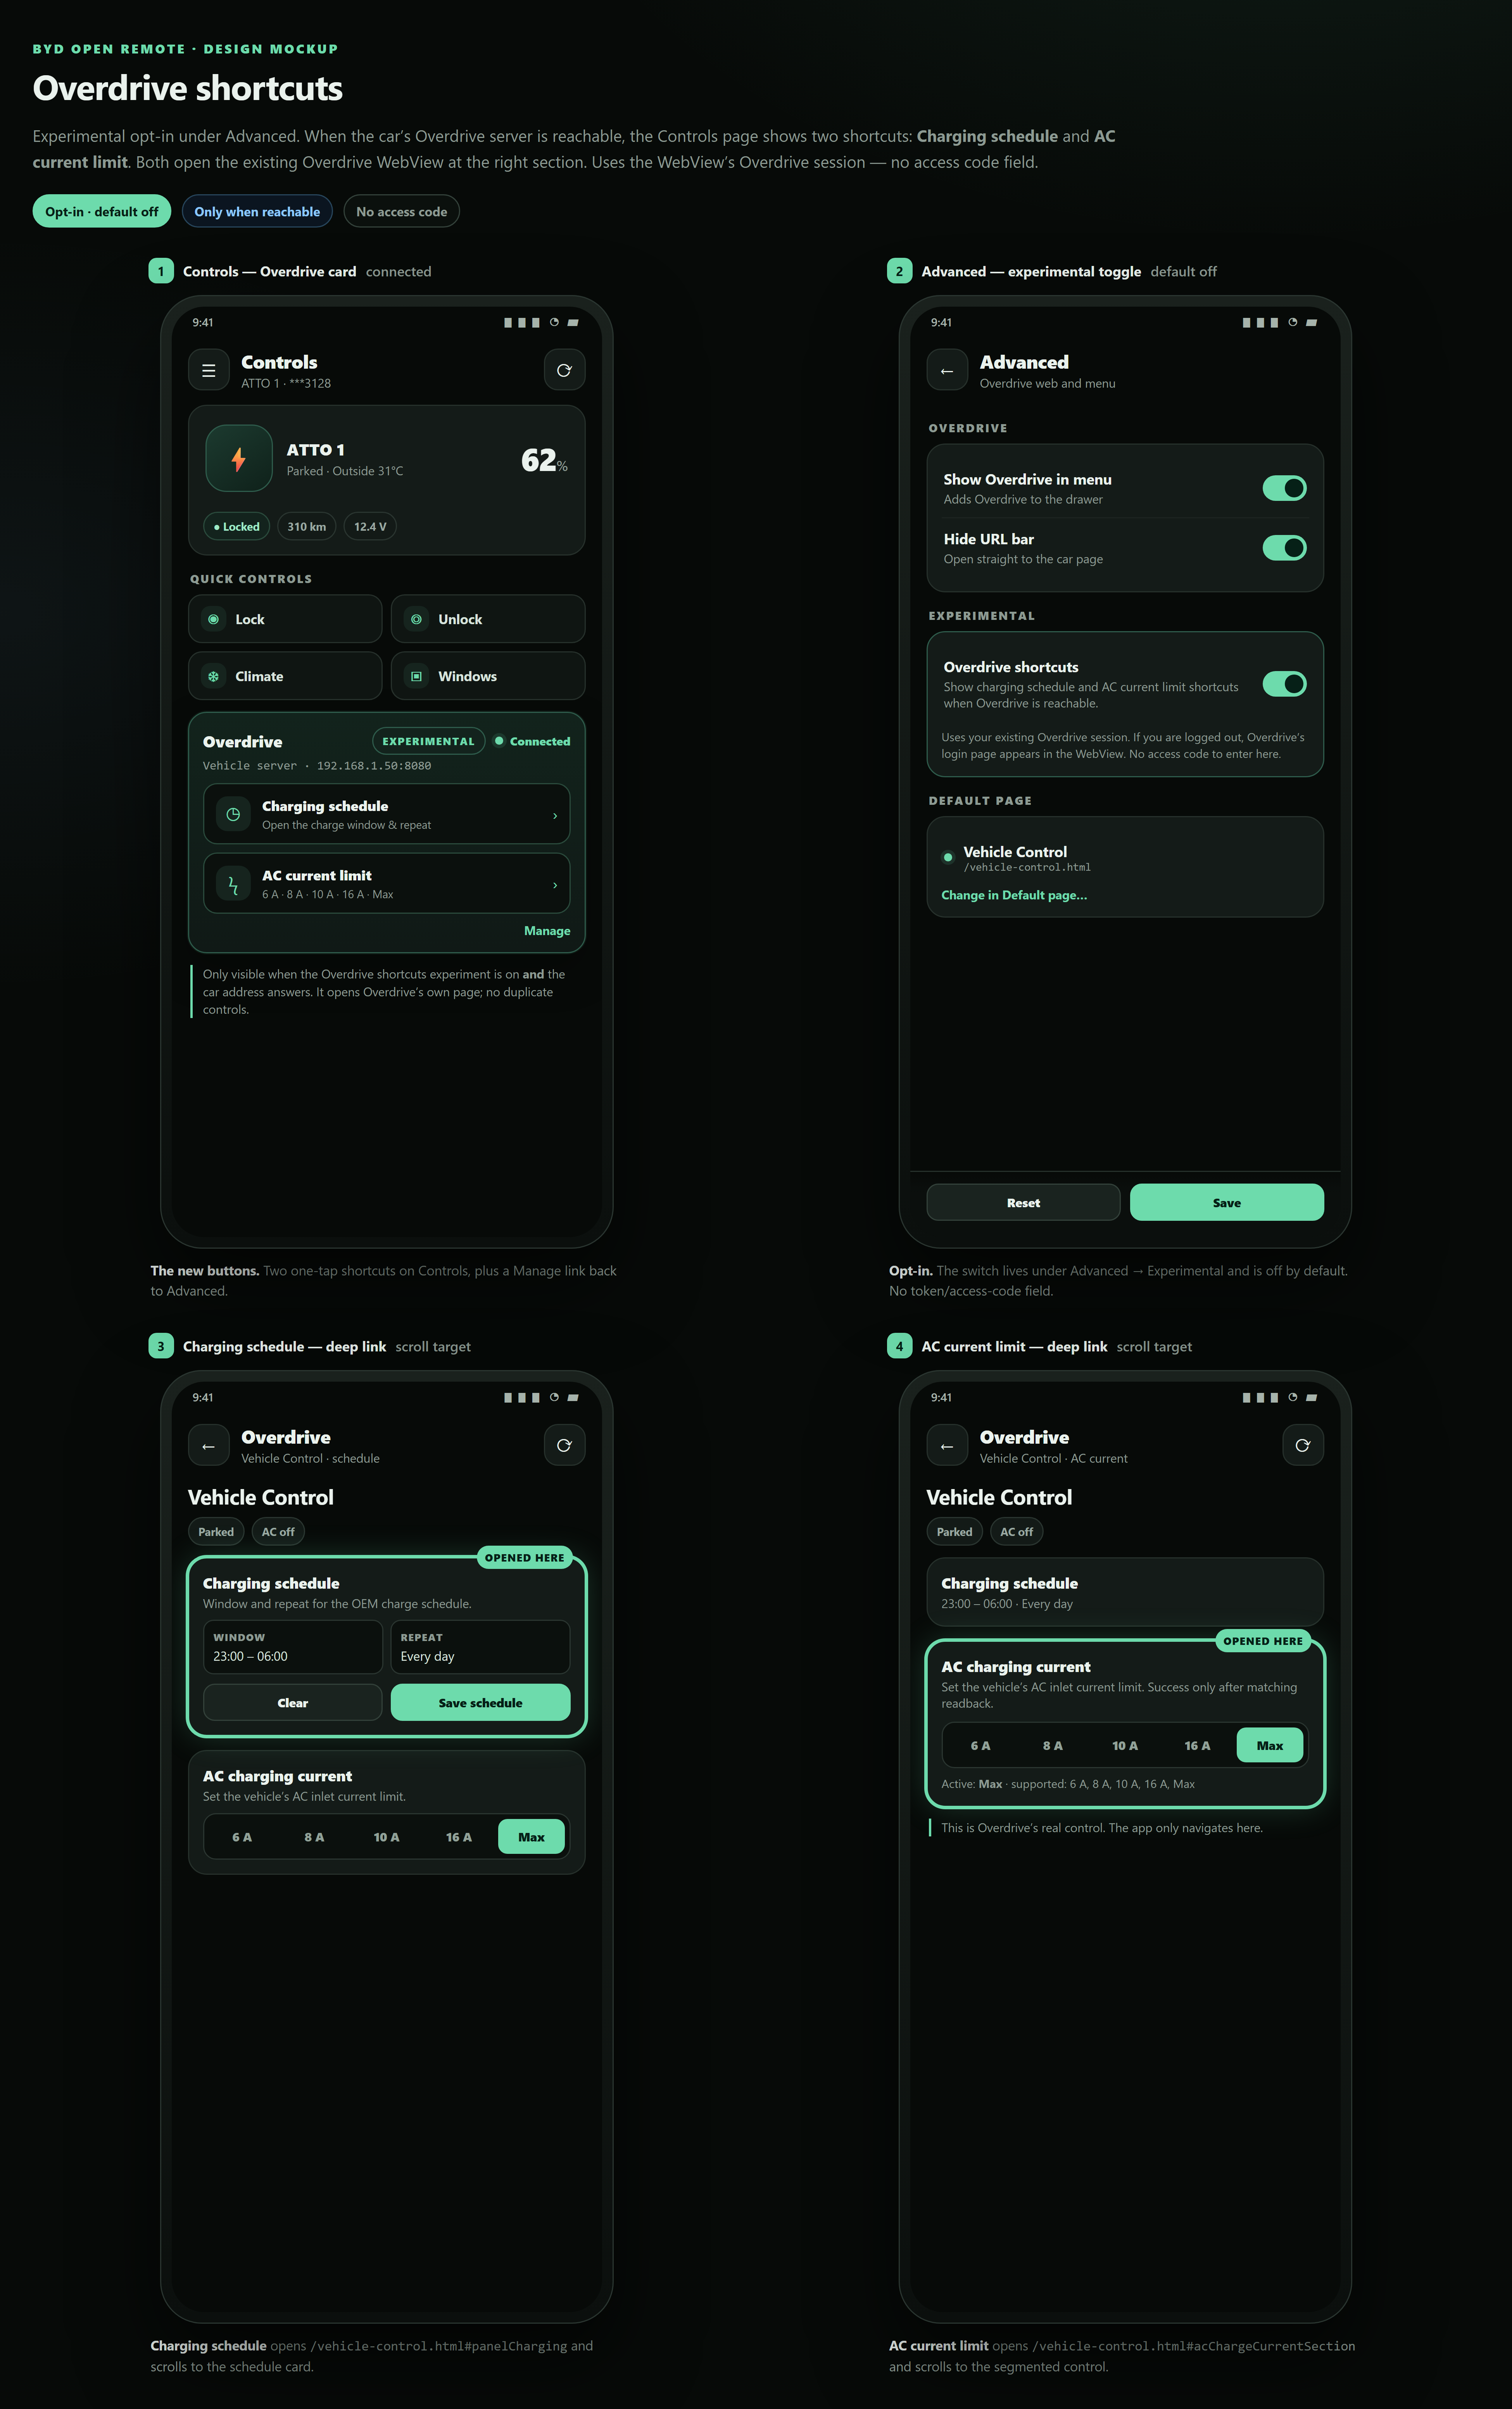 BYD OPEN REMOTE · DESIGN MOCKUP
Overdrive shortcuts
Experimental opt-in under Advanced. When the car's Overdrive server is reachable, the Controls page shows two shortcuts: Charging schedule and AC
current limit. Both open the existing Overdrive WebView at the right section. Uses the WebView's Overdrive session — no access code field.
Opt-in · default off
Only when reachable
No access code
1 Controls — Overdrive card connected
9:41
Controls
ATTO 1 · ***3128
ATTO 1
Parked · Outside 31°C
62%
● Locked
310 km
12.4 V
QUICK CONTROLS
Lock
Unlock
Climate
Windows
Overdrive
EXPERIMENTAL
Connected
Vehicle server · 192.168.1.50:8080
Charging schedule
Open the charge window & repeat
›
AC current limit
6 A · 8 A · 10 A · 16 A · Max
›
Manage
Only visible when the Overdrive shortcuts experiment is on and the
car address answers. It opens Overdrive's own page; no duplicate
controls.
The new buttons. Two one-tap shortcuts on Controls, plus a Manage link back
to Advanced.
2 Advanced — experimental toggle default off
9:41
Advanced
Overdrive web and menu
OVERDRIVE
Show Overdrive in menu
Adds Overdrive to the drawer
Hide URL bar
Open straight to the car page
EXPERIMENTAL
Overdrive shortcuts
Show charging schedule and AC current limit shortcuts
when Overdrive is reachable.
Uses your existing Overdrive session. If you are logged out, Overdrive's
login page appears in the WebView. No access code to enter here.
DEFAULT PAGE
Vehicle Control
/vehicle-control.html
Change in Default page…
Reset
Save
Opt-in. The switch lives under Advanced → Experimental and is off by default.
No token/access-code field.
3 Charging schedule — deep link scroll target
9:41
Overdrive
Vehicle Control · schedule
Vehicle Control
Parked
AC off
OPENED HERE
Charging schedule
Window and repeat for the OEM charge schedule.
WINDOW
23:00 – 06:00
REPEAT
Every day
Clear
Save schedule
AC charging current
Set the vehicle's AC inlet current limit.
6 A
8 A
10 A
16 A
Max
Charging schedule opens /vehicle-control.html#panelCharging and
scrolls to the schedule card.
4 AC current limit — deep link scroll target
9:41
Overdrive
Vehicle Control · AC current
Vehicle Control
Parked
AC off
Charging schedule
23:00 – 06:00 · Every day
OPENED HERE
AC charging current
Set the vehicle's AC inlet current limit. Success only after matching
readback.
6 A
8 A
10 A
16 A
Max
Active: Max · supported: 6 A, 8 A, 10 A, 16 A, Max
This is Overdrive's real control. The app only navigates here.
AC current limit opens /vehicle-control.html#acChargeCurrentSection
and scrolls to the segmented control.